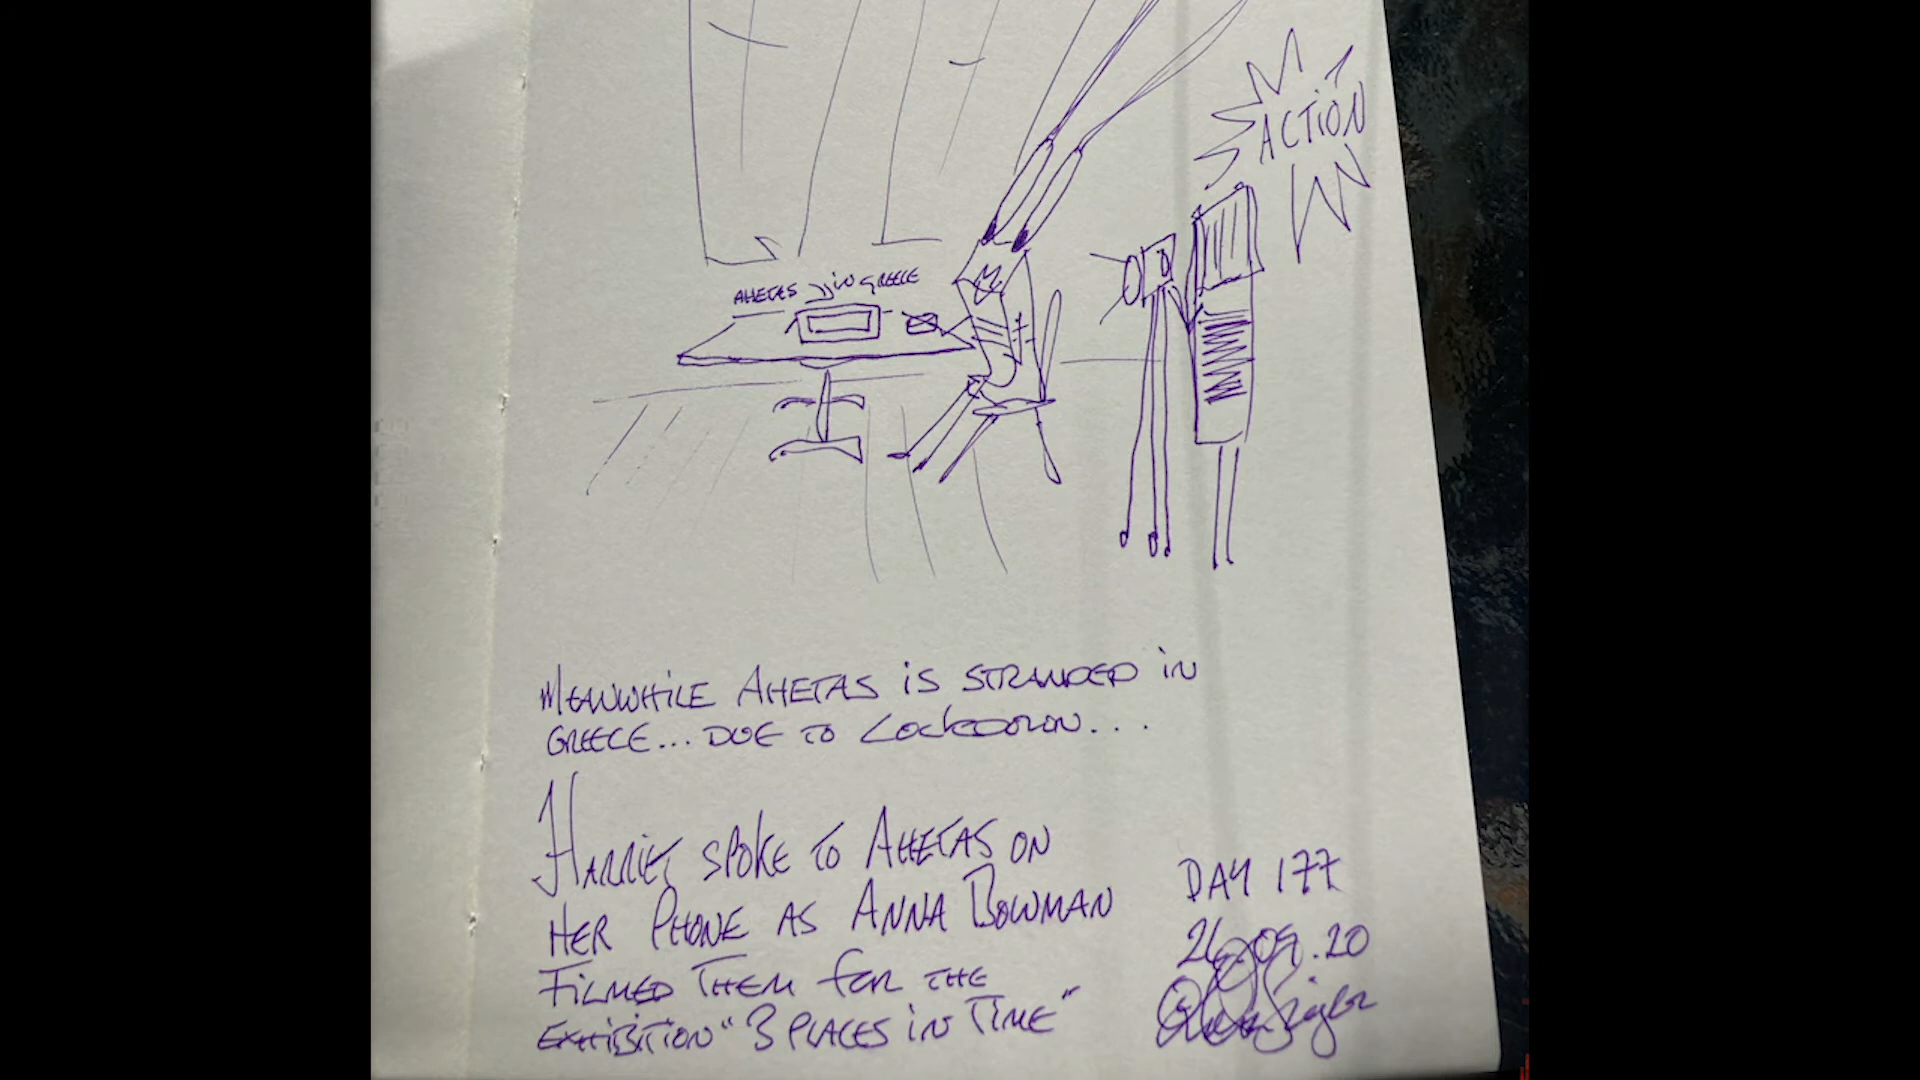 ACTION
AHETAS IN GREECE
MEANWHILE AHETAS IS STRANDED IN
GREECE... DUE TO LOCKDOWN...
HARRIET SPOKE TO AHETAS ON
HER PHONE AS ANNA BOWMAN
FILMED THEM FOR THE
EXHIBITION "3 PLACES IN TIME"
DAY 177
26.09.20